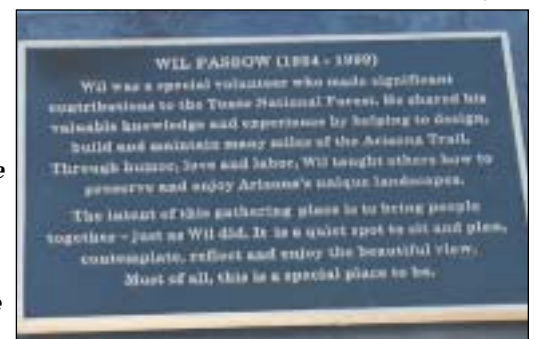 WIL PASSOW (1924 - 1999)
Wil was a special volunteer who made significant
contributions to the Tonto National Forest. He shared his
valuable knowledge and experience by helping to design,
build and maintain many miles of the Arizona Trail.
Through humor, love and labor, Wil taught others how to
preserve and enjoy Arizona's unique landscapes.
The intent of this gathering place is to bring people
together – just as Wil did. It is a quiet spot to sit and plan,
contemplate, reflect and enjoy the beautiful view.
Most of all, this is a special place to be.